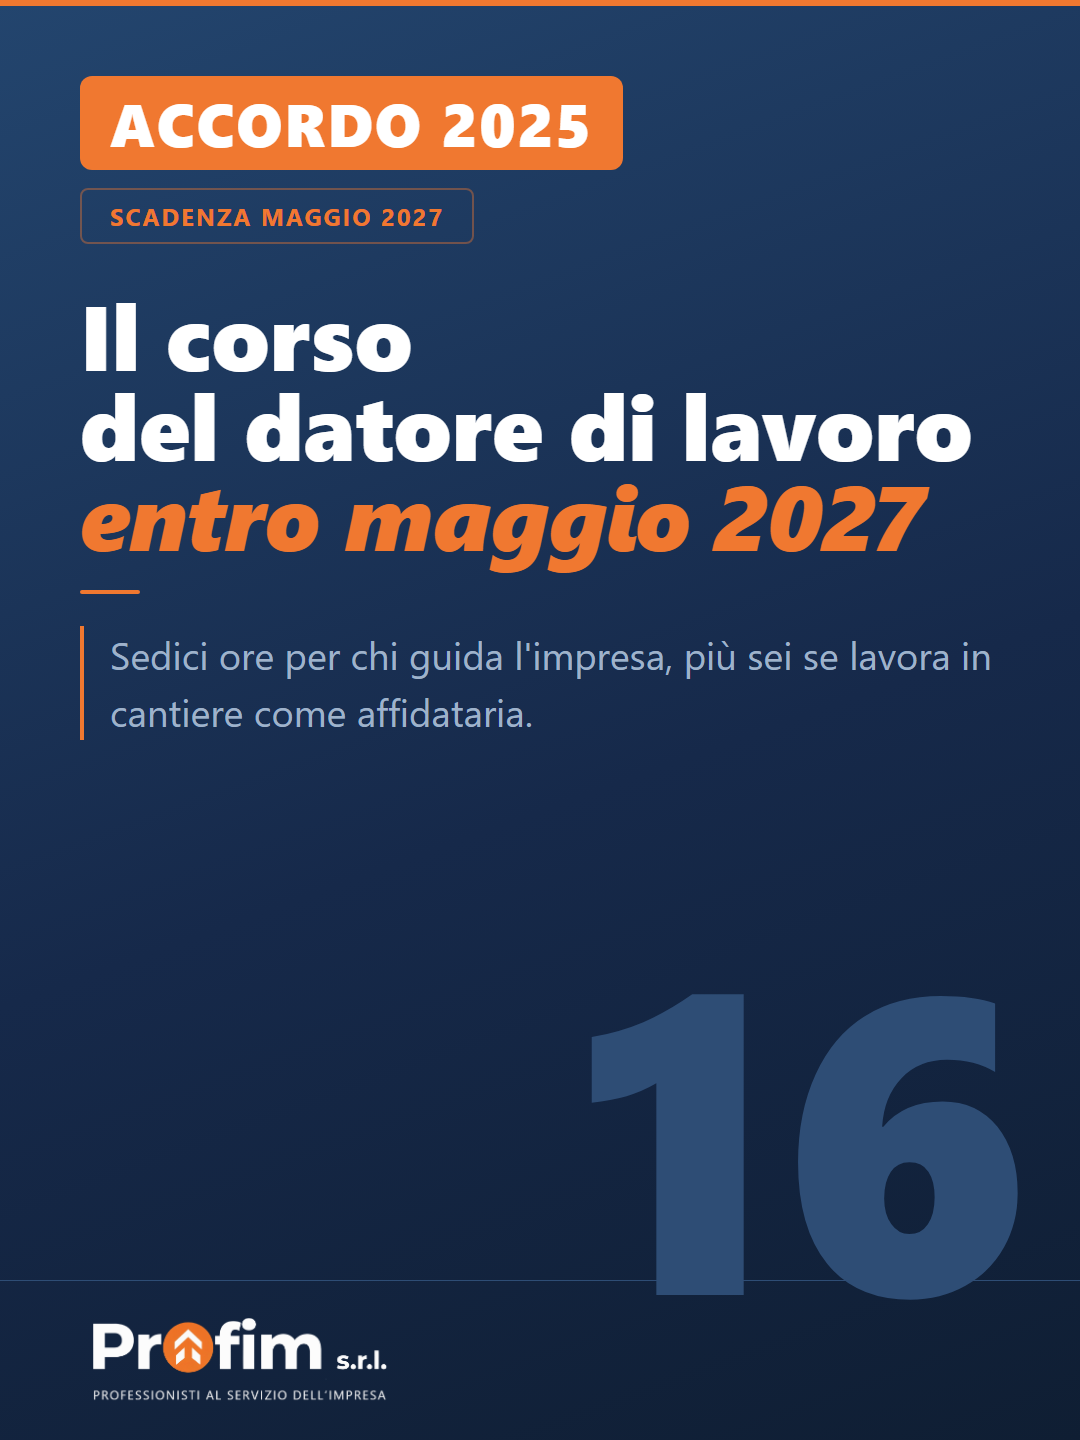 ACCORDO 2025
SCADENZA MAGGIO 2027
Il corso
del datore di lavoro
entro maggio 2027
Sedici ore per chi guida l'impresa, più sei se lavora in
cantiere come affidataria.
16
Profim s.r.l.
PROFESSIONISTI AL SERVIZIO DELL'IMPRESA